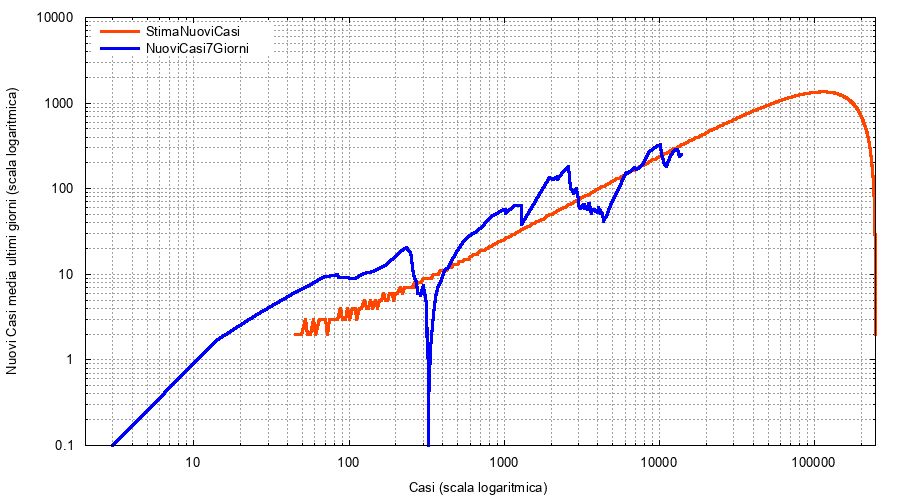 10000
1000
100
10
1
0.1
StimaNuoviCasi
NuoviCasi7Giorni
Nuovi Casi media ultimi giorni (scala logaritmica)
10 100 1000 10000 100000
Casi (scala logaritmica)